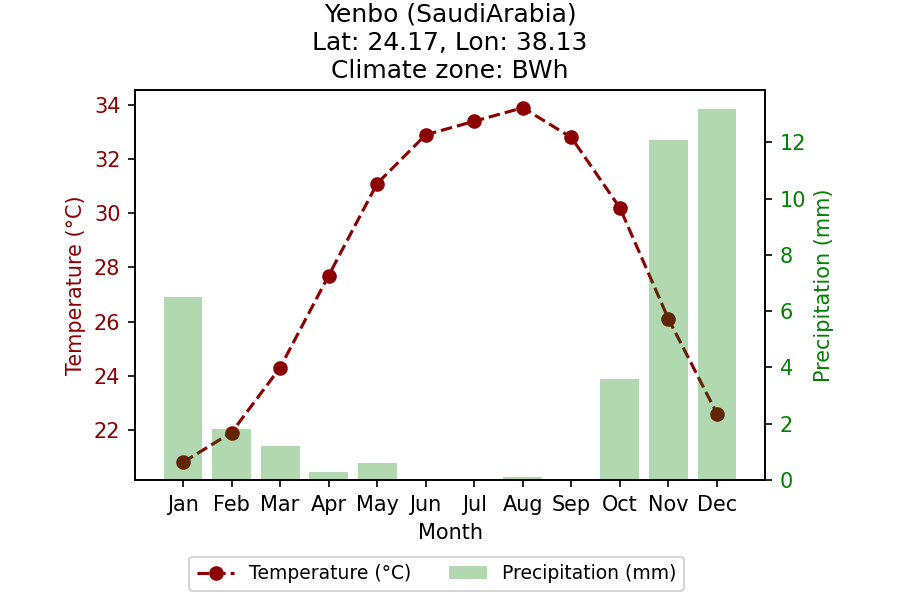 Yenbo (SaudiArabia)
Lat: 24.17, Lon: 38.13
Climate zone: BWh
34
32
30
28
26
24
22
Temperature (°C)
12
10
8
6
4
2
0
Precipitation (mm)
Jan Feb Mar Apr May Jun Jul Aug Sep Oct Nov Dec
Month
Temperature (°C) Precipitation (mm)